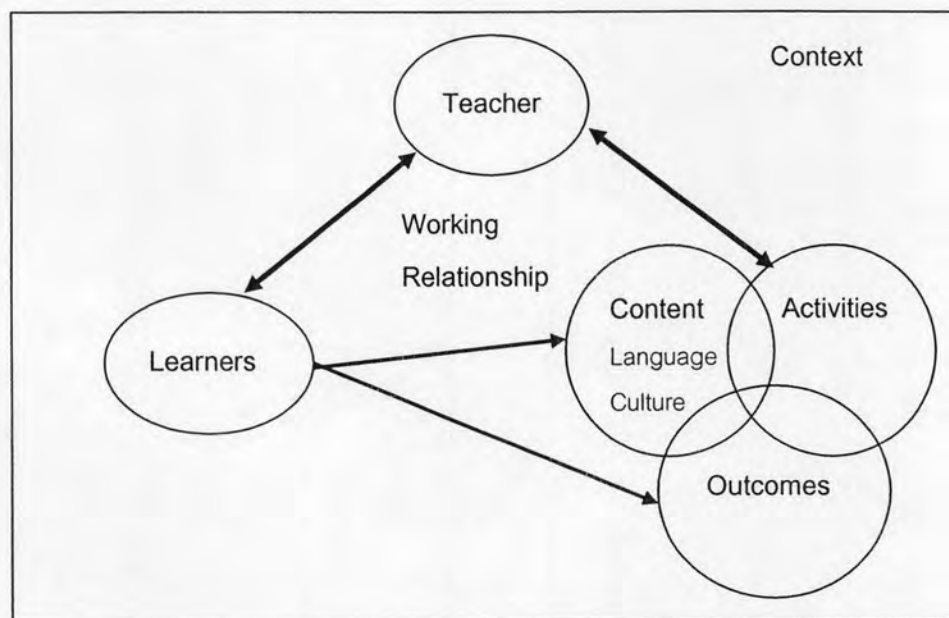 Context
Teacher
Working
Relationship
Content
Activities
Learners
Language
Culture
Outcomes